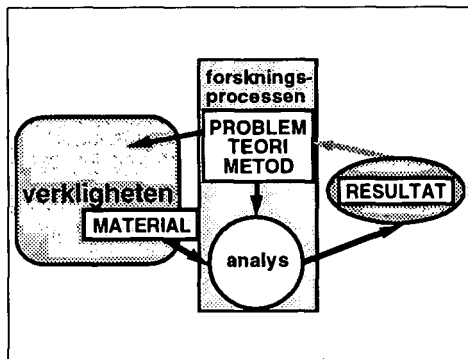 forsknings-
processen
PROBLEM
TEORI
METOD
verkligheten
MATERIAL
RESULTAT
analys